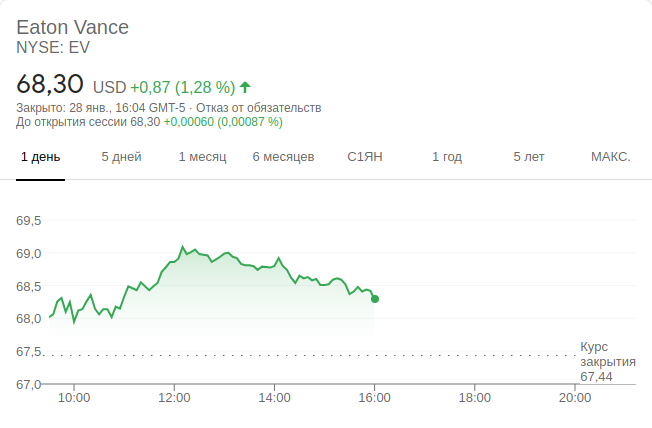 Eaton Vance
NYSE: EV
68,30 USD +0,87 (1,28 %)
Закрыто: 28 янв., 16:04 GMT-5 · Отказ от обязательств
До открытия сессии 68,30 +0,00060 (0,00087 %)
1 день 5 дней 1 месяц 6 месяцев С1ЯН 1 год 5 лет МАКС.
69,5
69,0
68,5
68,0
67,5
67,0
Курс
закрытия
67,44
10:00 12:00 14:00 16:00 18:00 20:00